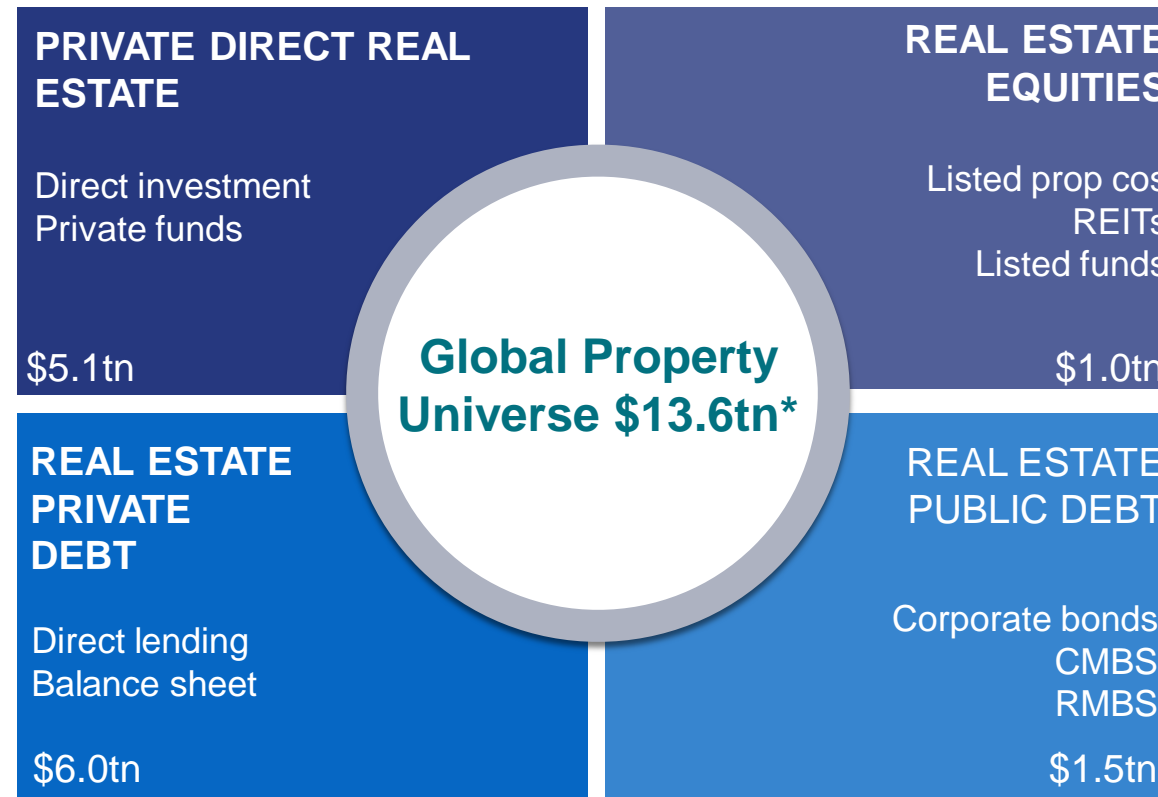 PRIVATE DIRECT REAL
ESTATE
Direct investment
Private funds
$5.1tn
REAL ESTATE
EQUITIES
Listed prop cos
REITs
Listed funds
$1.0tn
Global Property
Universe $13.6tn*
REAL ESTATE
PRIVATE
DEBT
Direct lending
Balance sheet
$6.0tn
REAL ESTATE
PUBLIC DEBT
Corporate bonds
CMBS
RMBS
$1.5tn